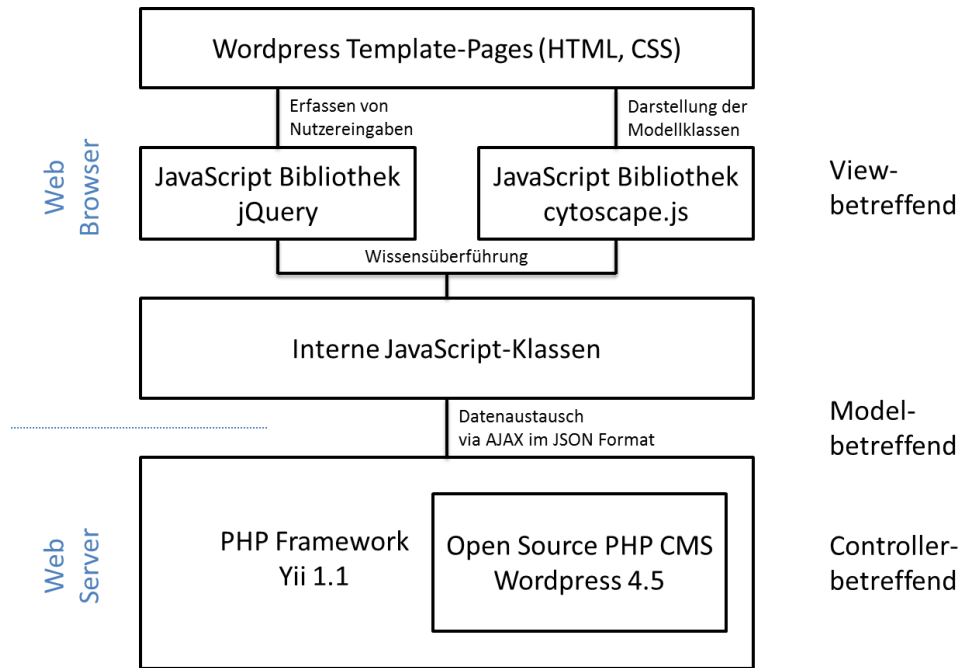 Wordpress Template-Pages (HTML, CSS)
Erfassen von
Nutzereingaben
Darstellung der
Modellklassen
Web
Browser
JavaScript Bibliothek
jQuery
JavaScript Bibliothek
cytoscape.js
View-
betreffend
Wissensüberführung
Interne JavaScript-Klassen
Datenaustausch
via AJAX im JSON Format
Model-
betreffend
Web
Server
PHP Framework
Yii 1.1
Open Source PHP CMS
Wordpress 4.5
Controller-
betreffend